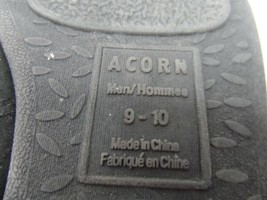 ACORN
Men/Hommes
9-10
Made in China
Fabriqué en Chine